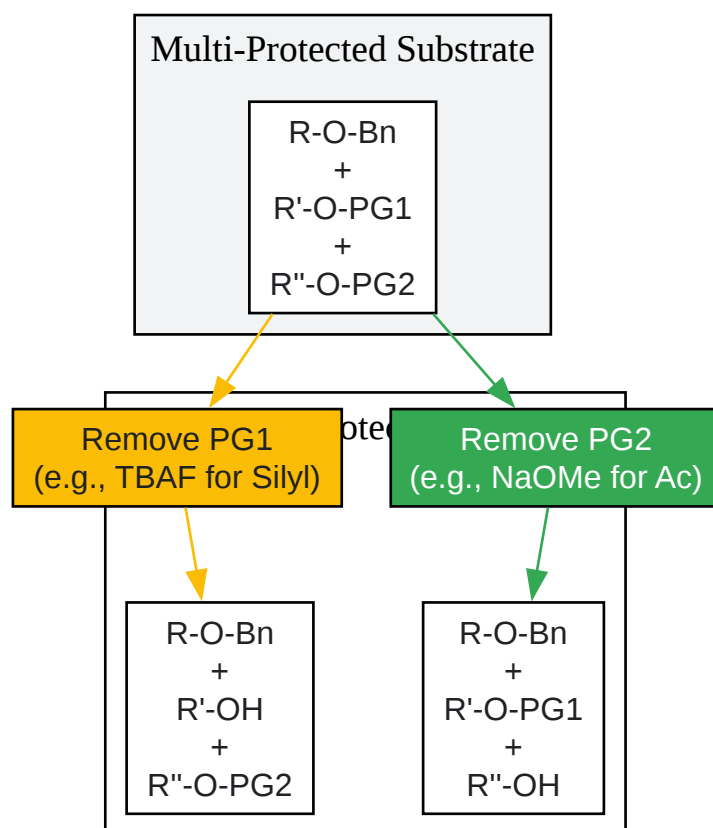 Multi-Protected Substrate
R-O-Bn
+
R'-O-PG1
+
R''-O-PG2
Remove PG1
(e.g., TBAF for Silyl)
Remove PG2
(e.g., NaOMe for Ac)
R-O-Bn
+
R'-OH
+
R''-O-PG2
R-O-Bn
+
R'-O-PG1
+
R''-OH